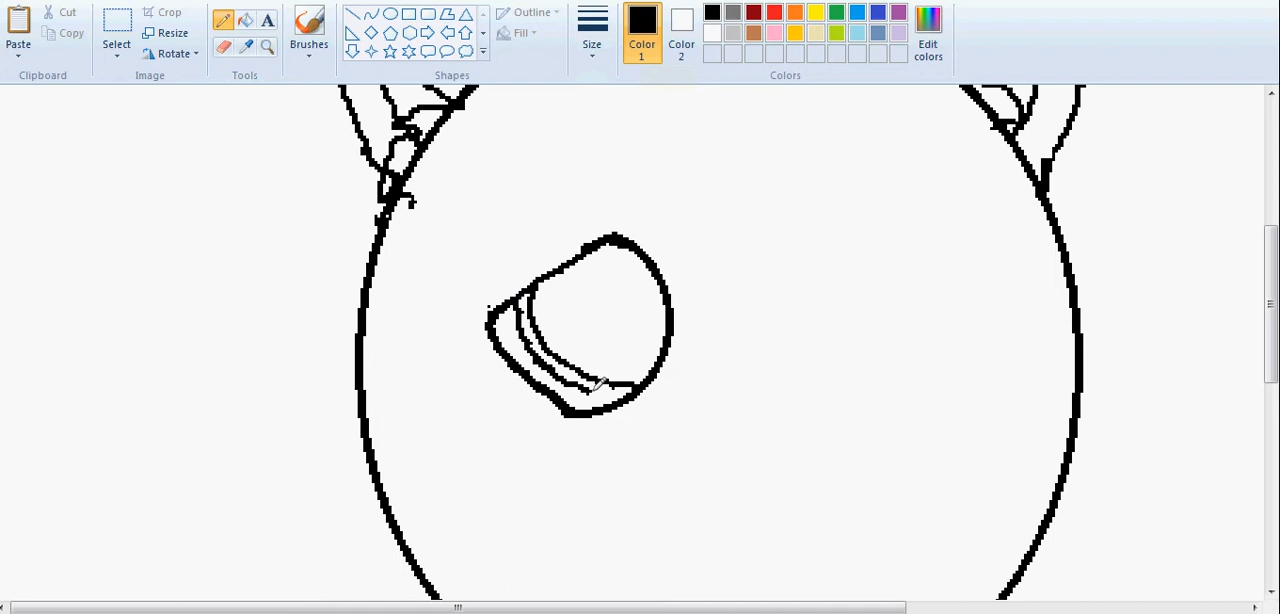 Paste
Cut
Copy
Clipboard
Select
Crop
Resize
Rotate
Image
A
Tools
Brushes
Outline
Fill
Shapes
Size
Color
1
Color
2
Edit
colors
Colors